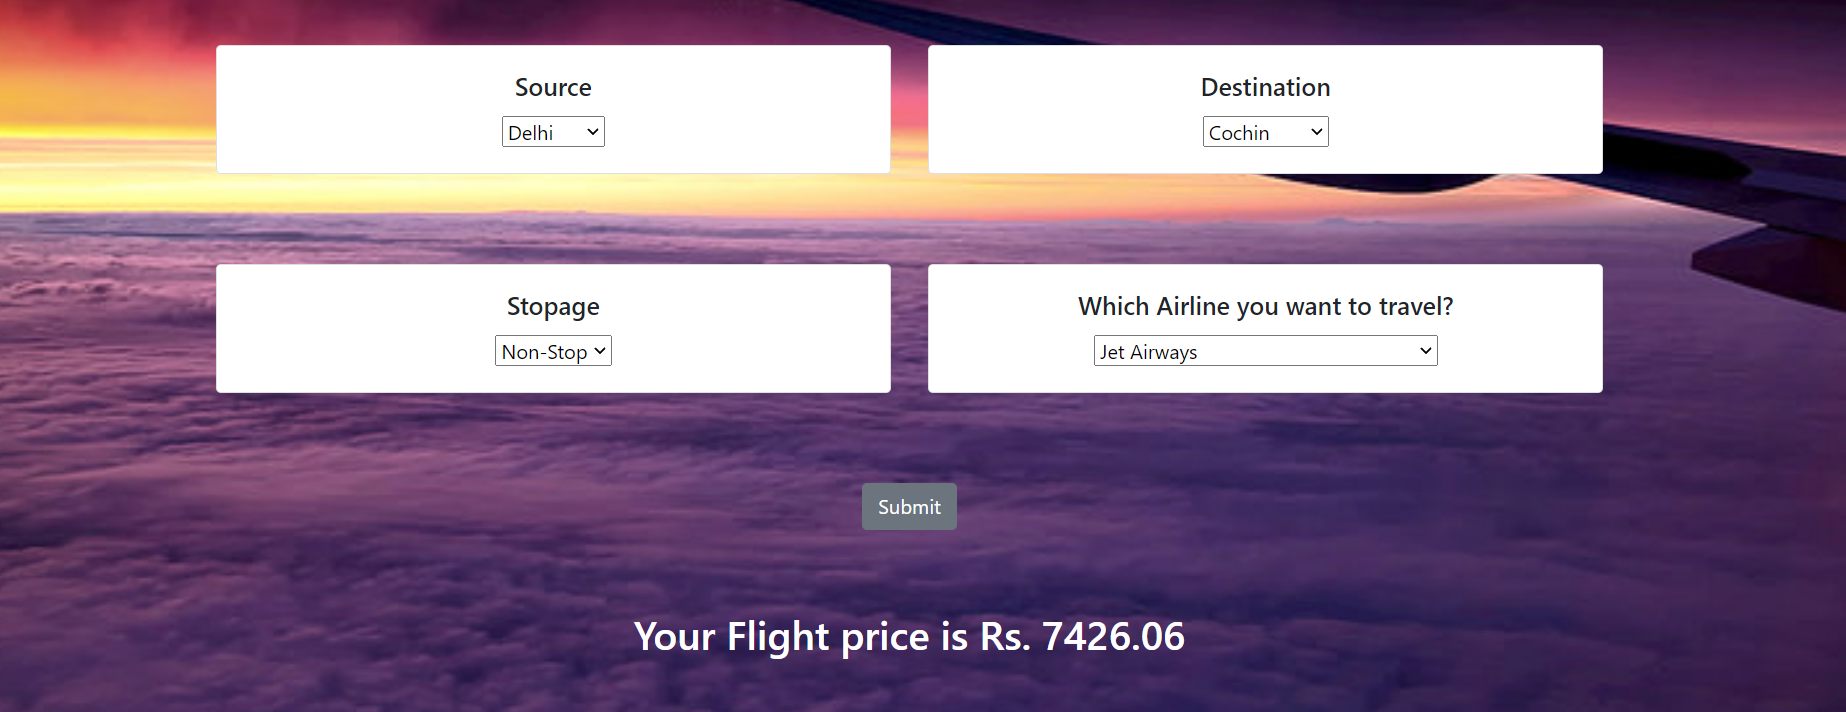 Source
Delhi
Destination
Cochin
Stopage
Non-Stop
Which Airline you want to travel?
Jet Airways
Submit
Your Flight price is Rs. 7426.06